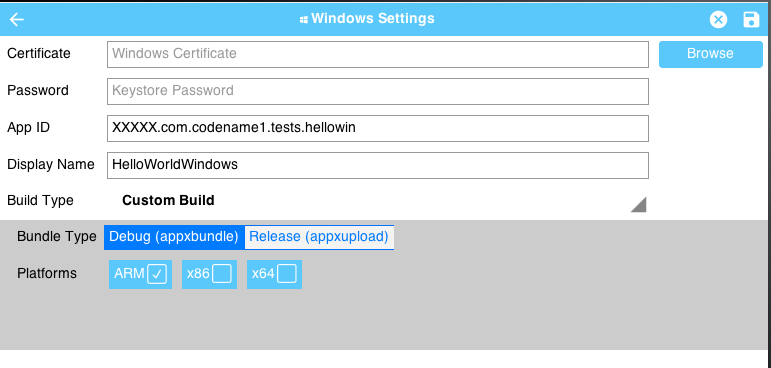 Windows Settings
Certificate Windows Certificate Browse
Password Keystore Password
App ID XXXXX.com.codename1.tests.hellowin
Display Name HelloWorldWindows
Build Type Custom Build
Bundle Type Debug (appxbundle) Release (appxupload)
Platforms ARM x86 x64